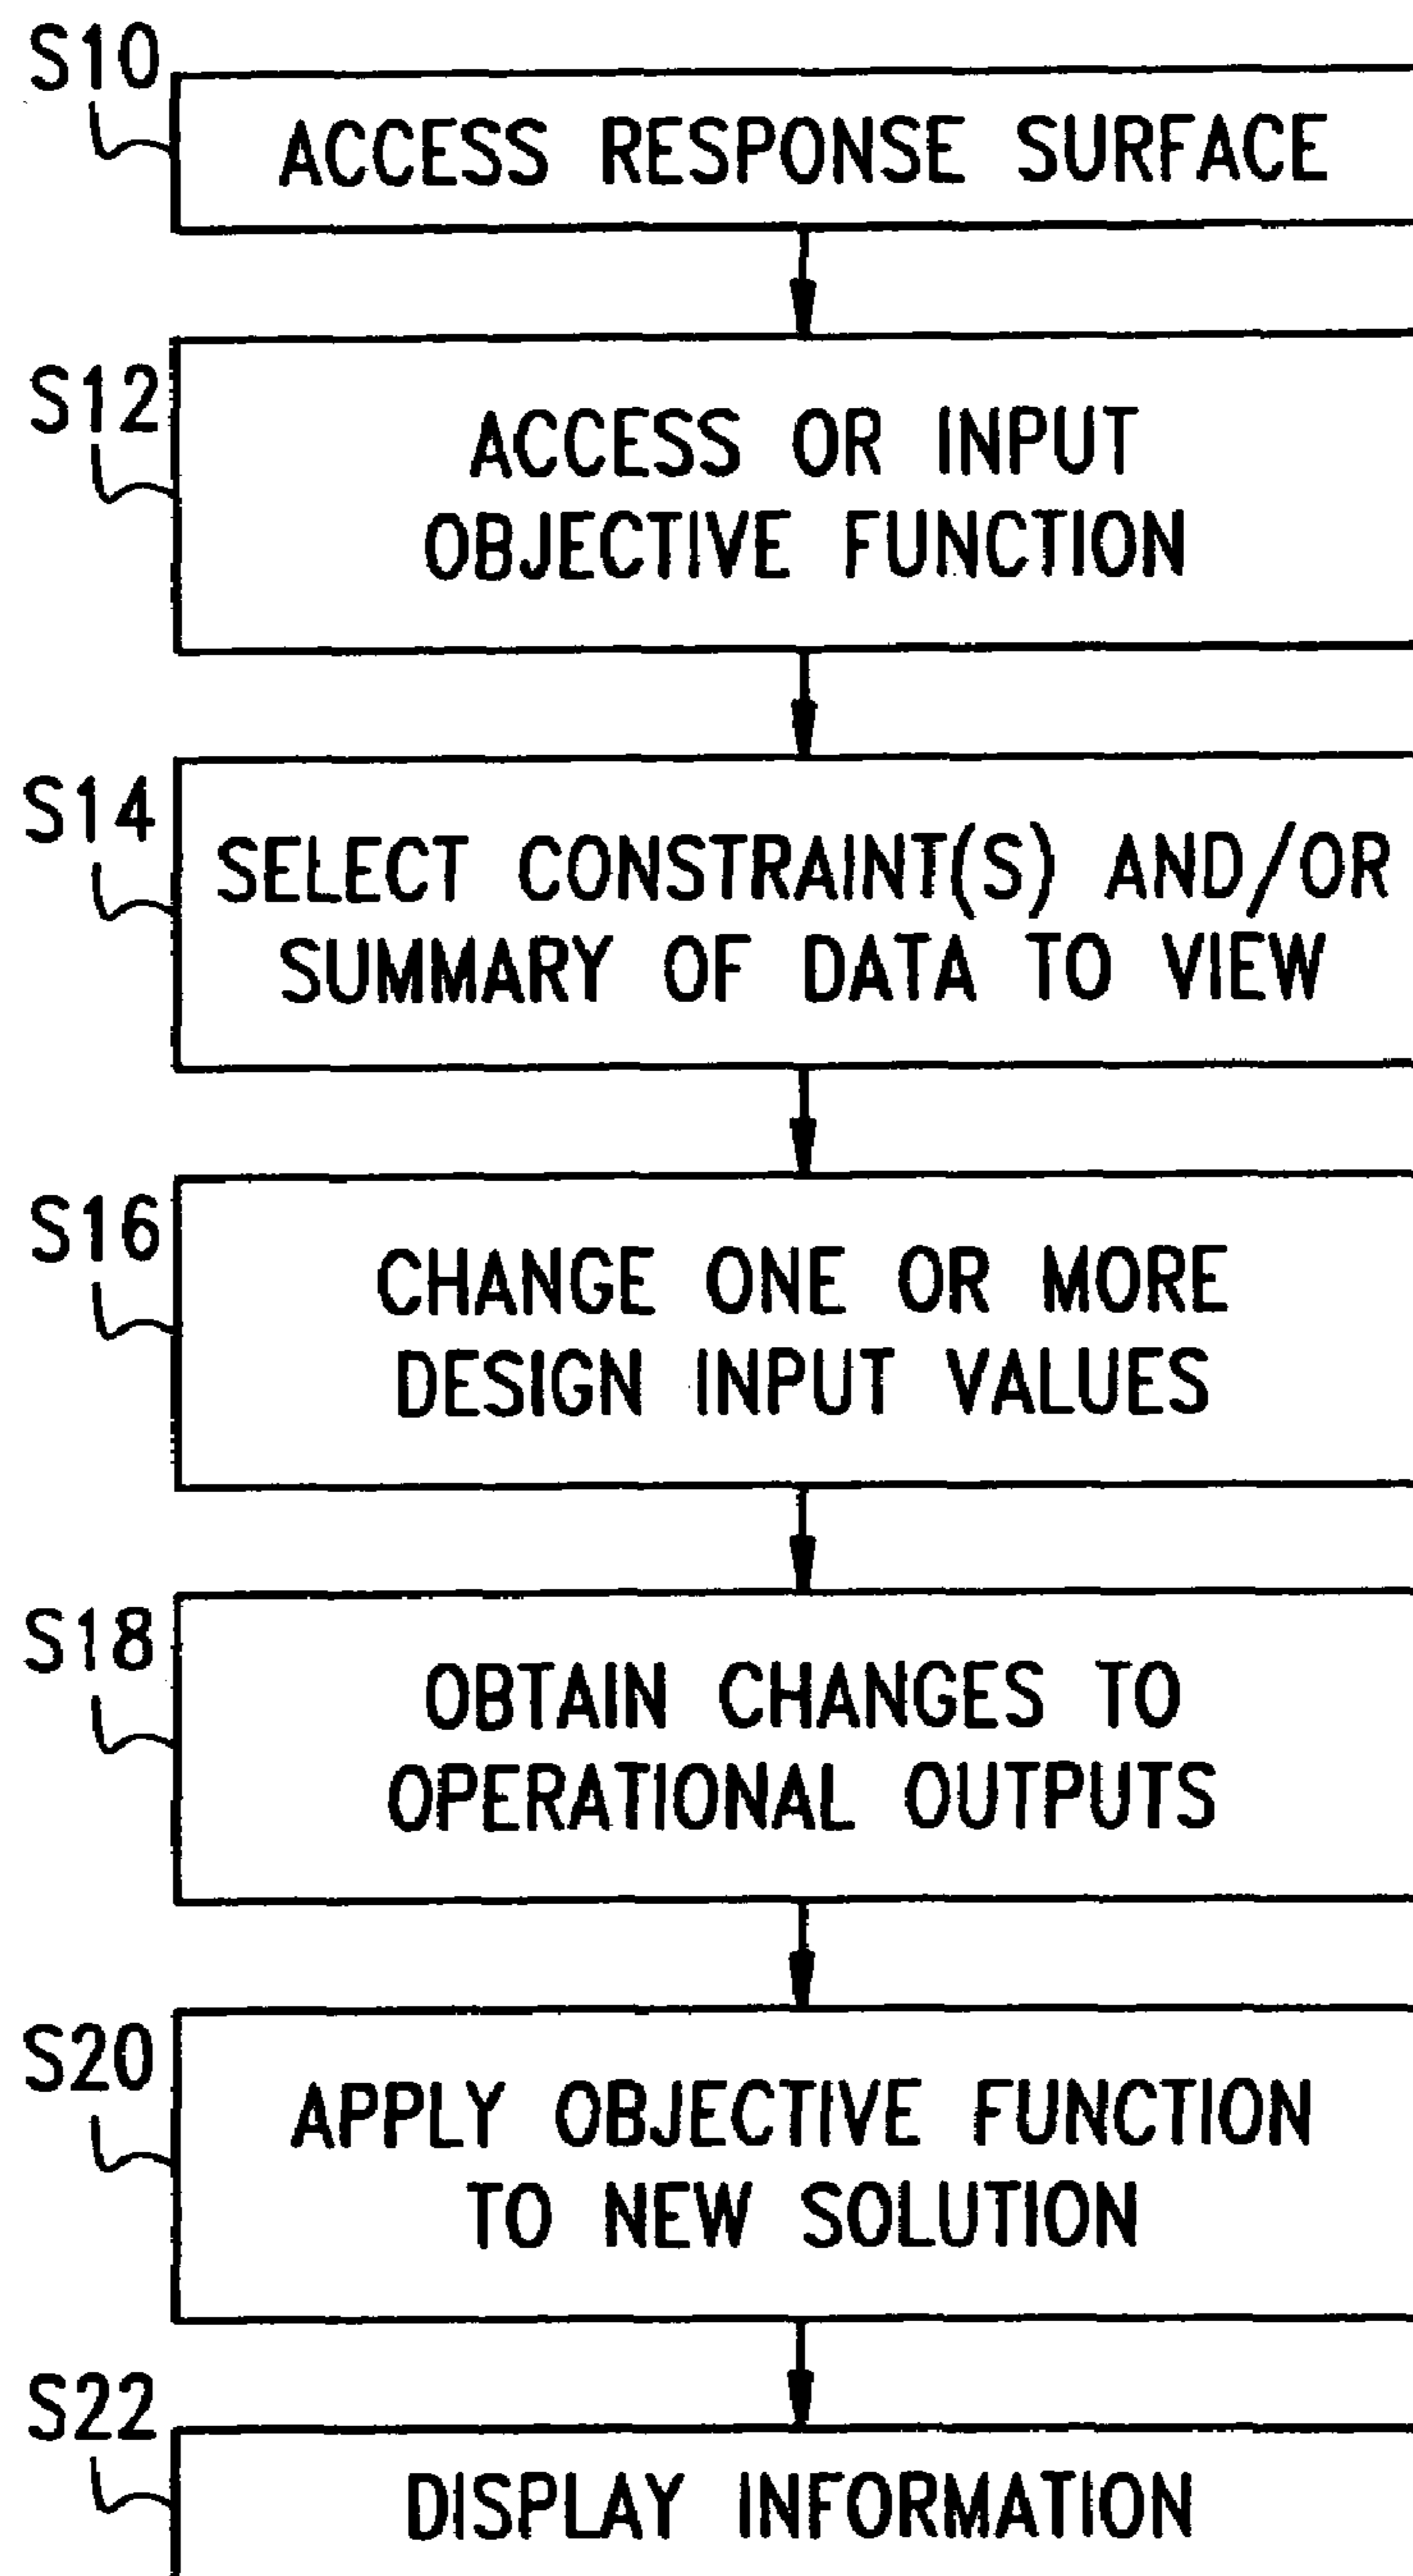 S10
ACCESS RESPONSE SURFACE
S12
ACCESS OR INPUT
OBJECTIVE FUNCTION
S14
SELECT CONSTRAINT(S) AND/OR
SUMMARY OF DATA TO VIEW
S16
CHANGE ONE OR MORE
DESIGN INPUT VALUES
S18
OBTAIN CHANGES TO
OPERATIONAL OUTPUTS
S20
APPLY OBJECTIVE FUNCTION
TO NEW SOLUTION
S22
DISPLAY INFORMATION